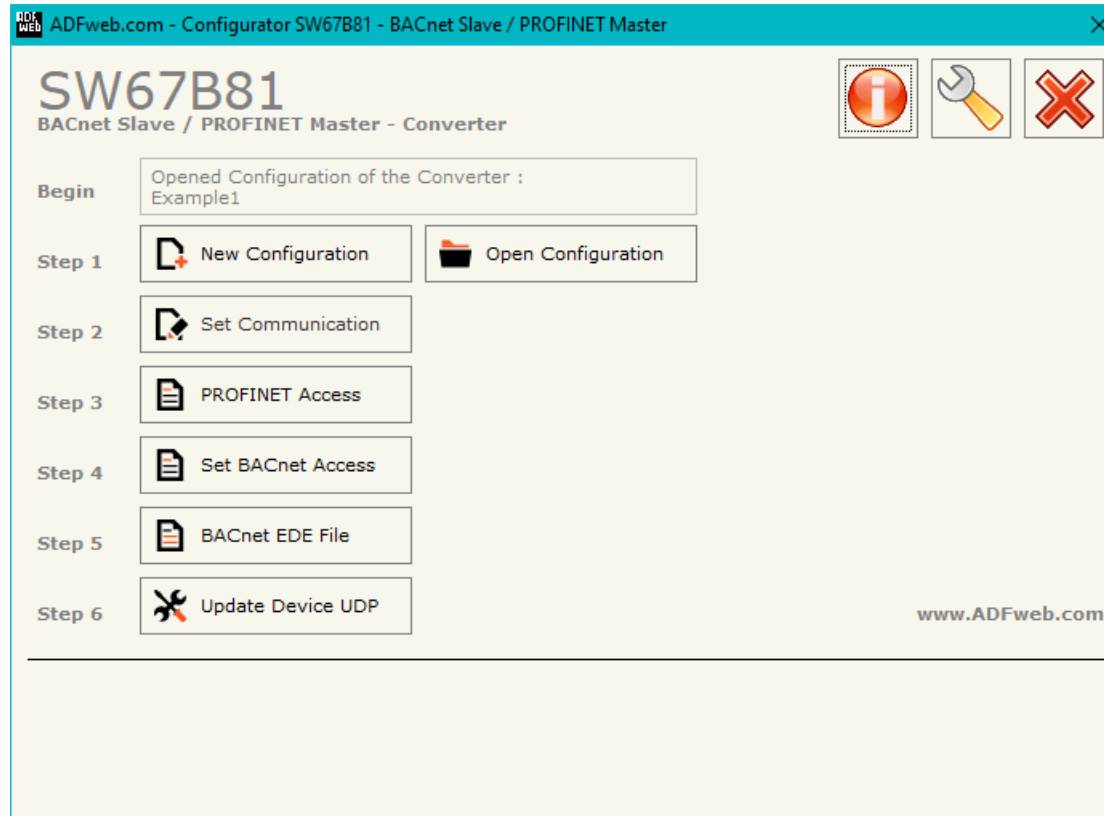 ADF WEB ADFweb.com - Configurator SW67B81 - BACnet Slave / PROFINET Master
SW67B81
BACnet Slave / PROFINET Master - Converter
Begin
Opened Configuration of the Converter :
Example1
Step 1
New Configuration
Open Configuration
Step 2
Set Communication
Step 3
PROFINET Access
Step 4
Set BACnet Access
Step 5
BACnet EDE File
Step 6
Update Device UDP
www.ADFweb.com